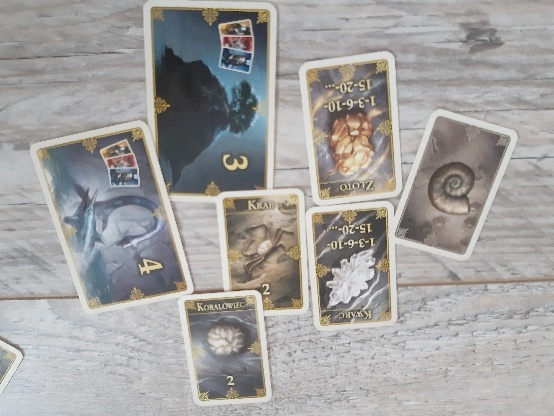 3
1-3-6-10-
15-20-...
ZŁOTO
4
KRAB
2
1-3-6-10-
15-20-...
KWARC
KORALOWIEC
2